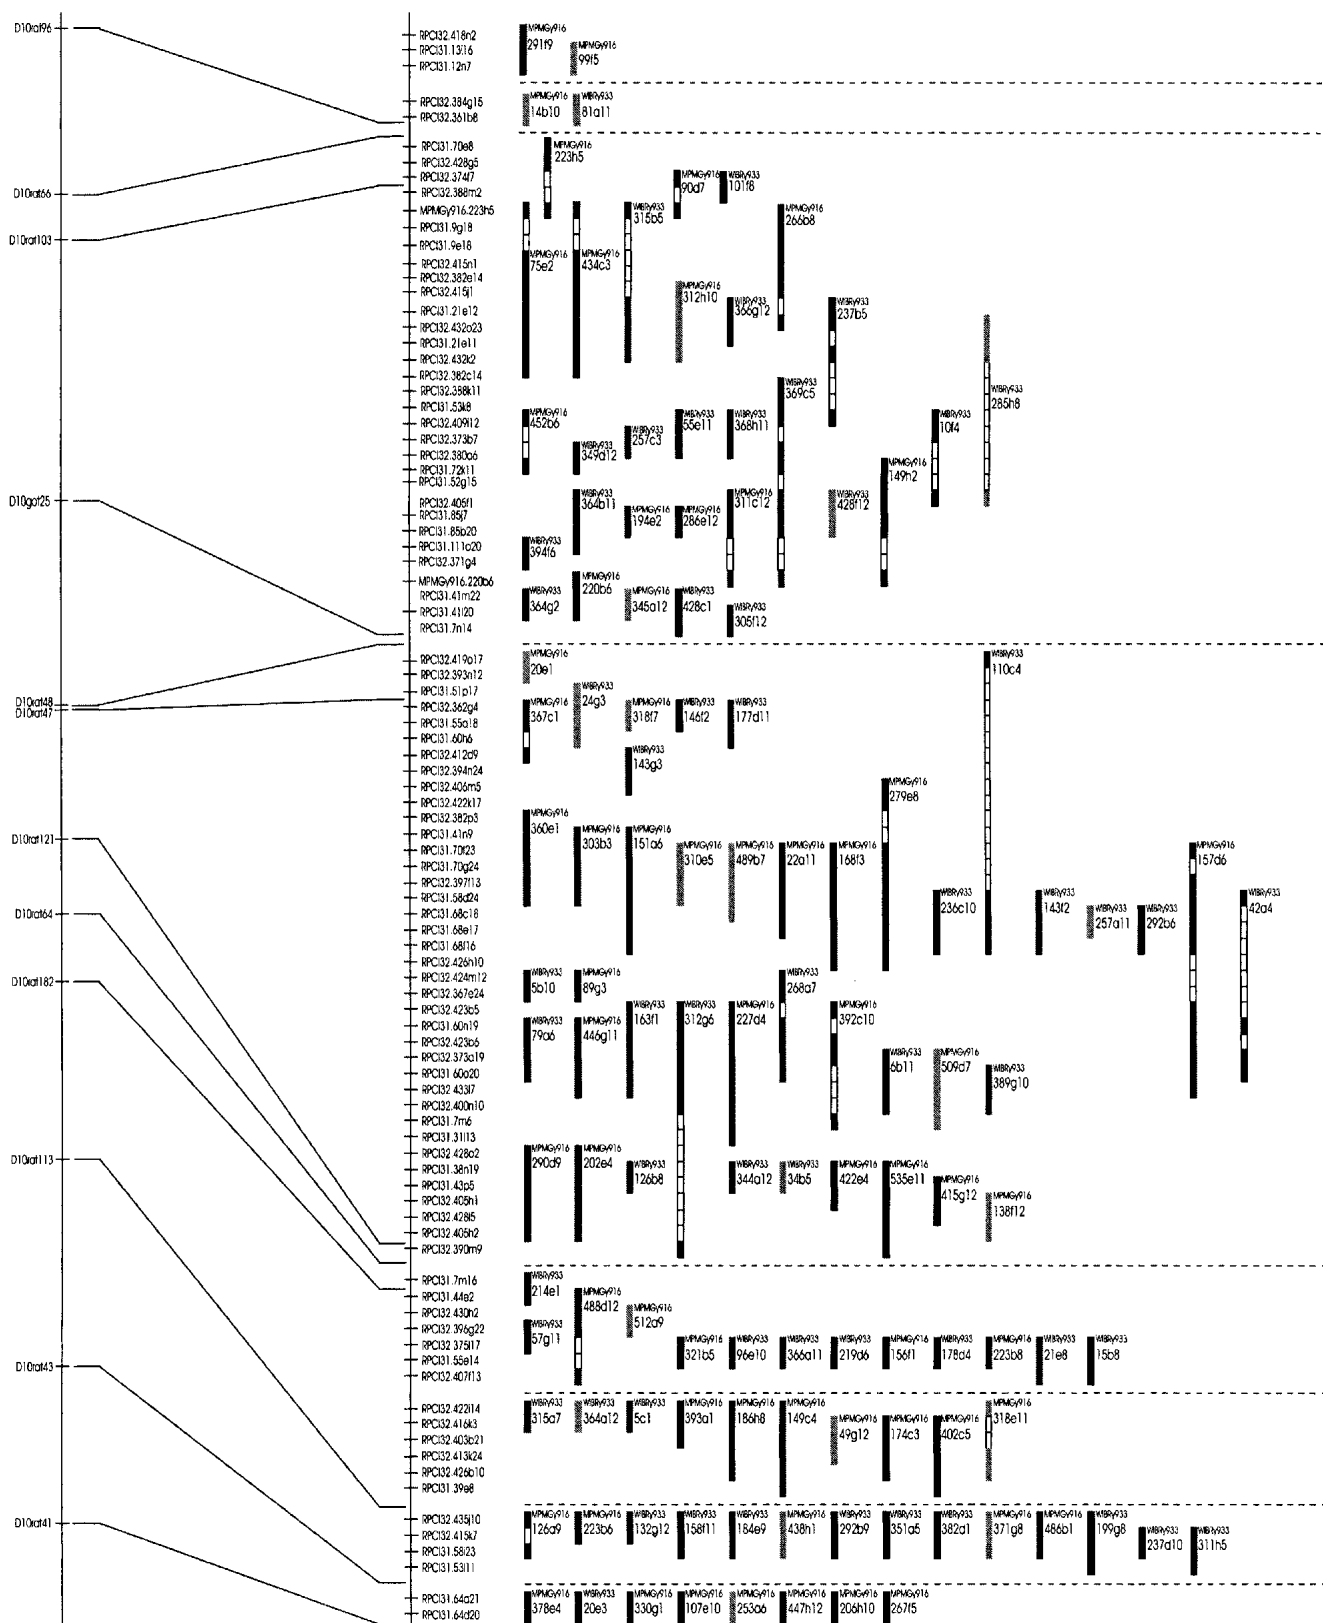 D10rat96
D10rat66
D10rat103
D10got25
D10rat48
D10rat47
D10rat121
D10rat64
D10rat182
D10rat113
D10rat43
D10rat41
RPCI32.418n2
RPCI31.13i16
RPCI31.12n7
RPCI32.384g15
RPCI32.361b8
RPCI31.70e8
RPCI32.428g5
RPCI32.374f7
RPCI32.388m2
MPMGy916.223h5
RPCI31.9g18
RPCI31.9e18
RPCI32.415n1
RPCI32.382e14
RPCI32.415j1
RPCI31.21e12
RPCI32.432o23
RPCI31.21e11
RPCI32.432k2
RPCI32.382c14
RPCI32.388k11
RPCI31.53k8
RPCI32.409l12
RPCI32.373b7
RPCI32.380a6
RPCI31.72k11
RPCI31.52g15
RPCI32.405f1
RPCI31.85j7
RPCI31.85b20
RPCI31.111c20
RPCI32.371g4
MPMGy916.220b6
RPCI31.41m22
RPCI31.41l20
RPCI31.7n14
RPCI32.419o17
RPCI32.393n12
RPCI31.51p17
RPCI32.362g4
RPCI31.55a18
RPCI31.60h6
RPCI32.412d9
RPCI32.394n24
RPCI32.406m5
RPCI32.422k17
RPCI32.382p3
RPCI31.41n9
RPCI31.70f23
RPCI31.70g24
RPCI32.397f13
RPCI31.58d24
RPCI31.68c18
RPCI31.68e17
RPCI31.68f16
RPCI32.426h10
RPCI32.424m12
RPCI32.367e24
RPCI32.423b5
RPCI31.60n19
RPCI32.423b6
RPCI32.373a19
RPCI31.60o20
RPCI32.433l7
RPCI32.400n10
RPCI31.7m6
RPCI31.31l13
RPCI32.428o2
RPCI31.38n19
RPCI31.43p5
RPCI32.405h1
RPCI32.428i5
RPCI32.405h2
RPCI32.390m9
RPCI31.7m16
RPCI31.44e2
RPCI32.430h2
RPCI32.396g22
RPCI32.375l17
RPCI31.55e14
RPCI32.407f13
RPCI32.422i14
RPCI32.416k3
RPCI32.403b21
RPCI32.413k24
RPCI32.426b10
RPCI31.39e8
RPCI32.435j10
RPCI32.415k7
RPCI31.58i23
RPCI31.53l11
RPCI31.64a21
RPCI31.64d20
MPMGy916
291f9
MPMGy916
99f5
MPMGy916
14b10
WIBRy933
81a11
MPMGy916
223h5
MPMGy916
90d7
WIBRy933
101f8
WIBRy933
315b5
MPMGy916
266b8
MPMGy916
75e2
MPMGy916
434c3
MPMGy916
312h10
WIBRy933
366g12
WIBRy933
237b5
WIBRy933
369c5
WIBRy933
285h8
MPMGy916
452b6
WIBRy933
349d12
WIBRy933
257c3
WIBRy933
55e11
WIBRy933
368h11
WIBRy933
10f4
MPMGy916
149h2
WIBRy933
364b11
MPMGy916
194e2
MPMGy916
286e12
MPMGy916
311c12
WIBRy933
428f12
WIBRy933
394f6
WIBRy933
364g2
MPMGy916
220b6
MPMGy916
345a12
WIBRy933
428c1
WIBRy933
305f12
MPMGy916
20e1
WIBRy933
110c4
MPMGy916
367c1
WIBRy933
24g3
MPMGy916
318f7
WIBRy933
146f2
WIBRy933
177d11
WIBRy933
143g3
MPMGy916
279e8
MPMGy916
360e1
MPMGy916
303b3
MPMGy916
151a6
MPMGy916
310e5
MPMGy916
489b7
MPMGy916
22a11
MPMGy916
168f3
MPMGy916
157d6
WIBRy933
236c10
WIBRy933
143f2
WIBRy933
257a11
WIBRy933
292b6
WIBRy933
42a4
WIBRy933
5b10
MPMGy916
89g3
WIBRy933
268a7
WIBRy933
79a6
MPMGy916
446g11
WIBRy933
163f1
WIBRy933
312g6
MPMGy916
227d4
MPMGy916
392c10
WIBRy933
6b11
MPMGy916
509d7
WIBRy933
389g10
MPMGy916
290d9
MPMGy916
202e4
WIBRy933
126b8
WIBRy933
344a12
MPMGy916
34b5
MPMGy916
422e4
MPMGy916
535e11
MPMGy916
415g12
MPMGy916
138f12
WIBRy933
214e1
MPMGy916
488d12
MPMGy916
512a9
WIBRy933
57g11
MPMGy916
321b5
WIBRy933
96e10
WIBRy933
366a11
WIBRy933
219d6
MPMGy916
156f1
WIBRy933
178d4
MPMGy916
223b8
WIBRy933
21e8
WIBRy933
15b8
WIBRy933
315a7
WIBRy933
364a12
WIBRy933
5c1
MPMGy916
393a1
MPMGy916
186h8
MPMGy916
149c4
MPMGy916
49g12
MPMGy916
174c3
MPMGy916
402c5
MPMGy916
318e11
MPMGy916
126a9
MPMGy916
223b6
WIBRy933
132g12
WIBRy933
158f11
WIBRy933
184e9
MPMGy916
438h1
WIBRy933
292b9
WIBRy933
351a5
WIBRy933
382d1
MPMGy916
371g8
MPMGy916
486b1
WIBRy933
199g8
WIBRy933
237d10
WIBRy933
311h5
MPMGy916
378e4
WIBRy933
20e3
WIBRy933
330g1
MPMGy916
107e10
MPMGy916
253a6
MPMGy916
447h12
MPMGy916
206h10
MPMGy916
267f5